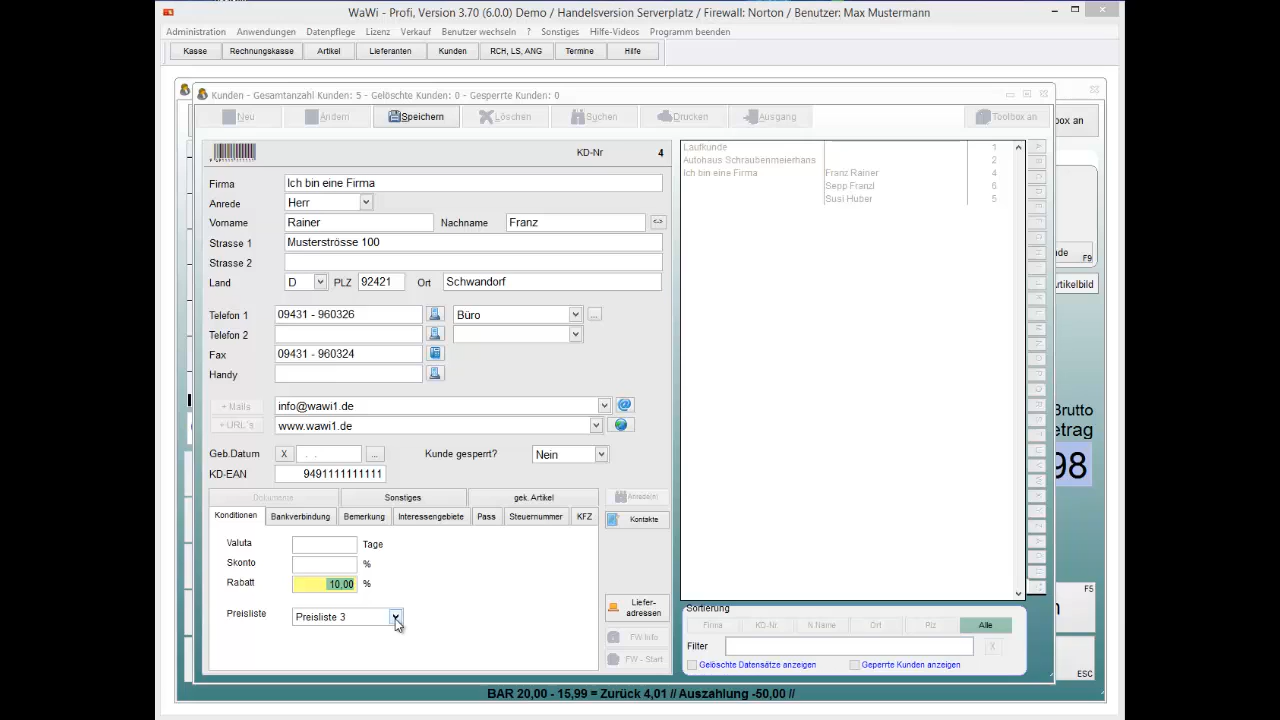 WaWi - Profi, Version 3.70 (6.0.0) Demo / Handelsversion Serverplatz / Firewall: Norton / Benutzer: Max Mustermann
Administration Anwendungen Datenpflege Lizenz Verkauf Benutzer wechseln ? Sonstiges Hilfe-Videos Programm beenden
Kasse Rechnungskasse Artikel Lieferanten Kunden RCH, LS, ANG Termine Hilfe
Kunden - Gesamtanzahl Kunden: 5 - Gelöschte Kunden: 0 - Gesperrte Kunden: 0
Neu Ändern Speichern Löschen Suchen Drucken Ausgang Toolbox an
ox an
KD-Nr 4
Firma Ich bin eine Firma
Anrede Herr
Vorname Rainer Nachname Franz <->
Strasse 1 Musterströsse 100
Strasse 2
Land D PLZ 92421 Ort Schwandorf
Telefon 1 09431 - 960326 Büro ...
Telefon 2
Fax 09431 - 960324
Handy
+ Mails info@wawi1.de
+ URL's www.wawi1.de
Geb.Datum X . . ... Kunde gesperrt? Nein
KD-EAN 9491111111111
Dokumente Sonstiges gek. Artikel
Konditionen Bankverbindung Bemerkung Interessengebiete Pass Steuernummer KFZ
Valuta Tage
Skonto %
Rabatt 10,00 %
Preisliste Preisliste 3
Anrede(n)
Kontakte
Liefer-
adressen
FW Info
FW - Start
Laufkunde 1
Autohaus Schraubenmeierhans 2
Ich bin eine Firma Franz Rainer 4
Sepp Franzl 6
Susi Huber 5
Sortierung
Firma KD-Nr N Name Ort Plz Alle
Filter X
Gelöschte Datensätze anzeigen Geperrte Kunden anzeigen
de F9
rtikelbild
Brutto
etrag
98
F5
n
ESC
BAR 20,00 - 15,99 = Zurück 4,01 // Auszahlung -50,00 //